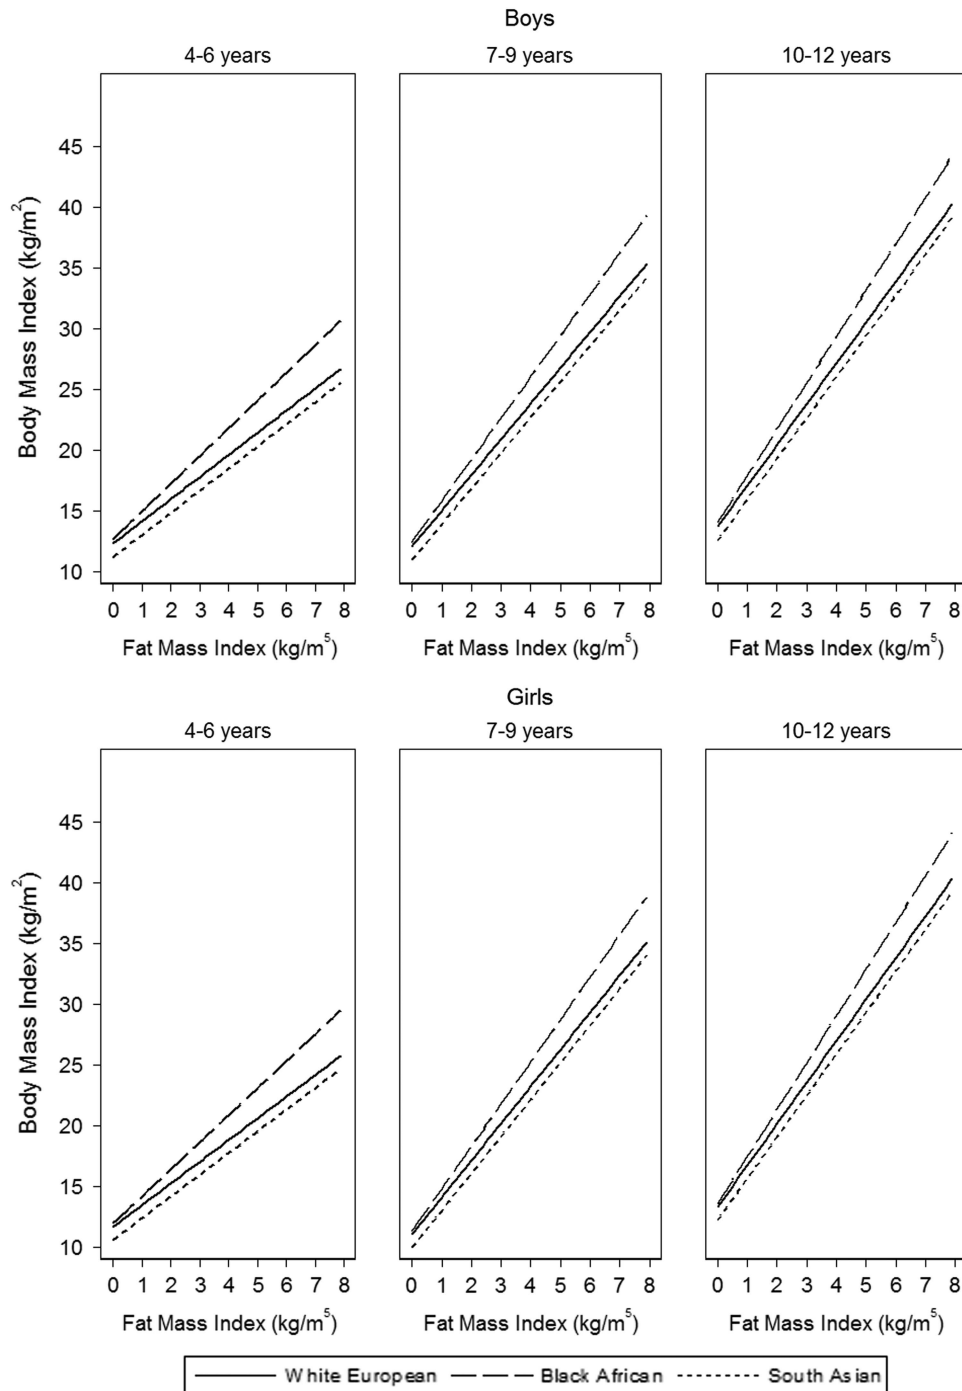 Boys
4-6 years 7-9 years 10-12 years
Body Mass Index (kg/m²)
45
40
35
30
25
20
15
10
0 1 2 3 4 5 6 7 8 0 1 2 3 4 5 6 7 8 0 1 2 3 4 5 6 7 8
Fat Mass Index (kg/m⁵) Fat Mass Index (kg/m⁵) Fat Mass Index (kg/m⁵)
Girls
4-6 years 7-9 years 10-12 years
Body Mass Index (kg/m²)
45
40
35
30
25
20
15
10
0 1 2 3 4 5 6 7 8 0 1 2 3 4 5 6 7 8 0 1 2 3 4 5 6 7 8
Fat Mass Index (kg/m⁵) Fat Mass Index (kg/m⁵) Fat Mass Index (kg/m⁵)
White European Black African South Asian